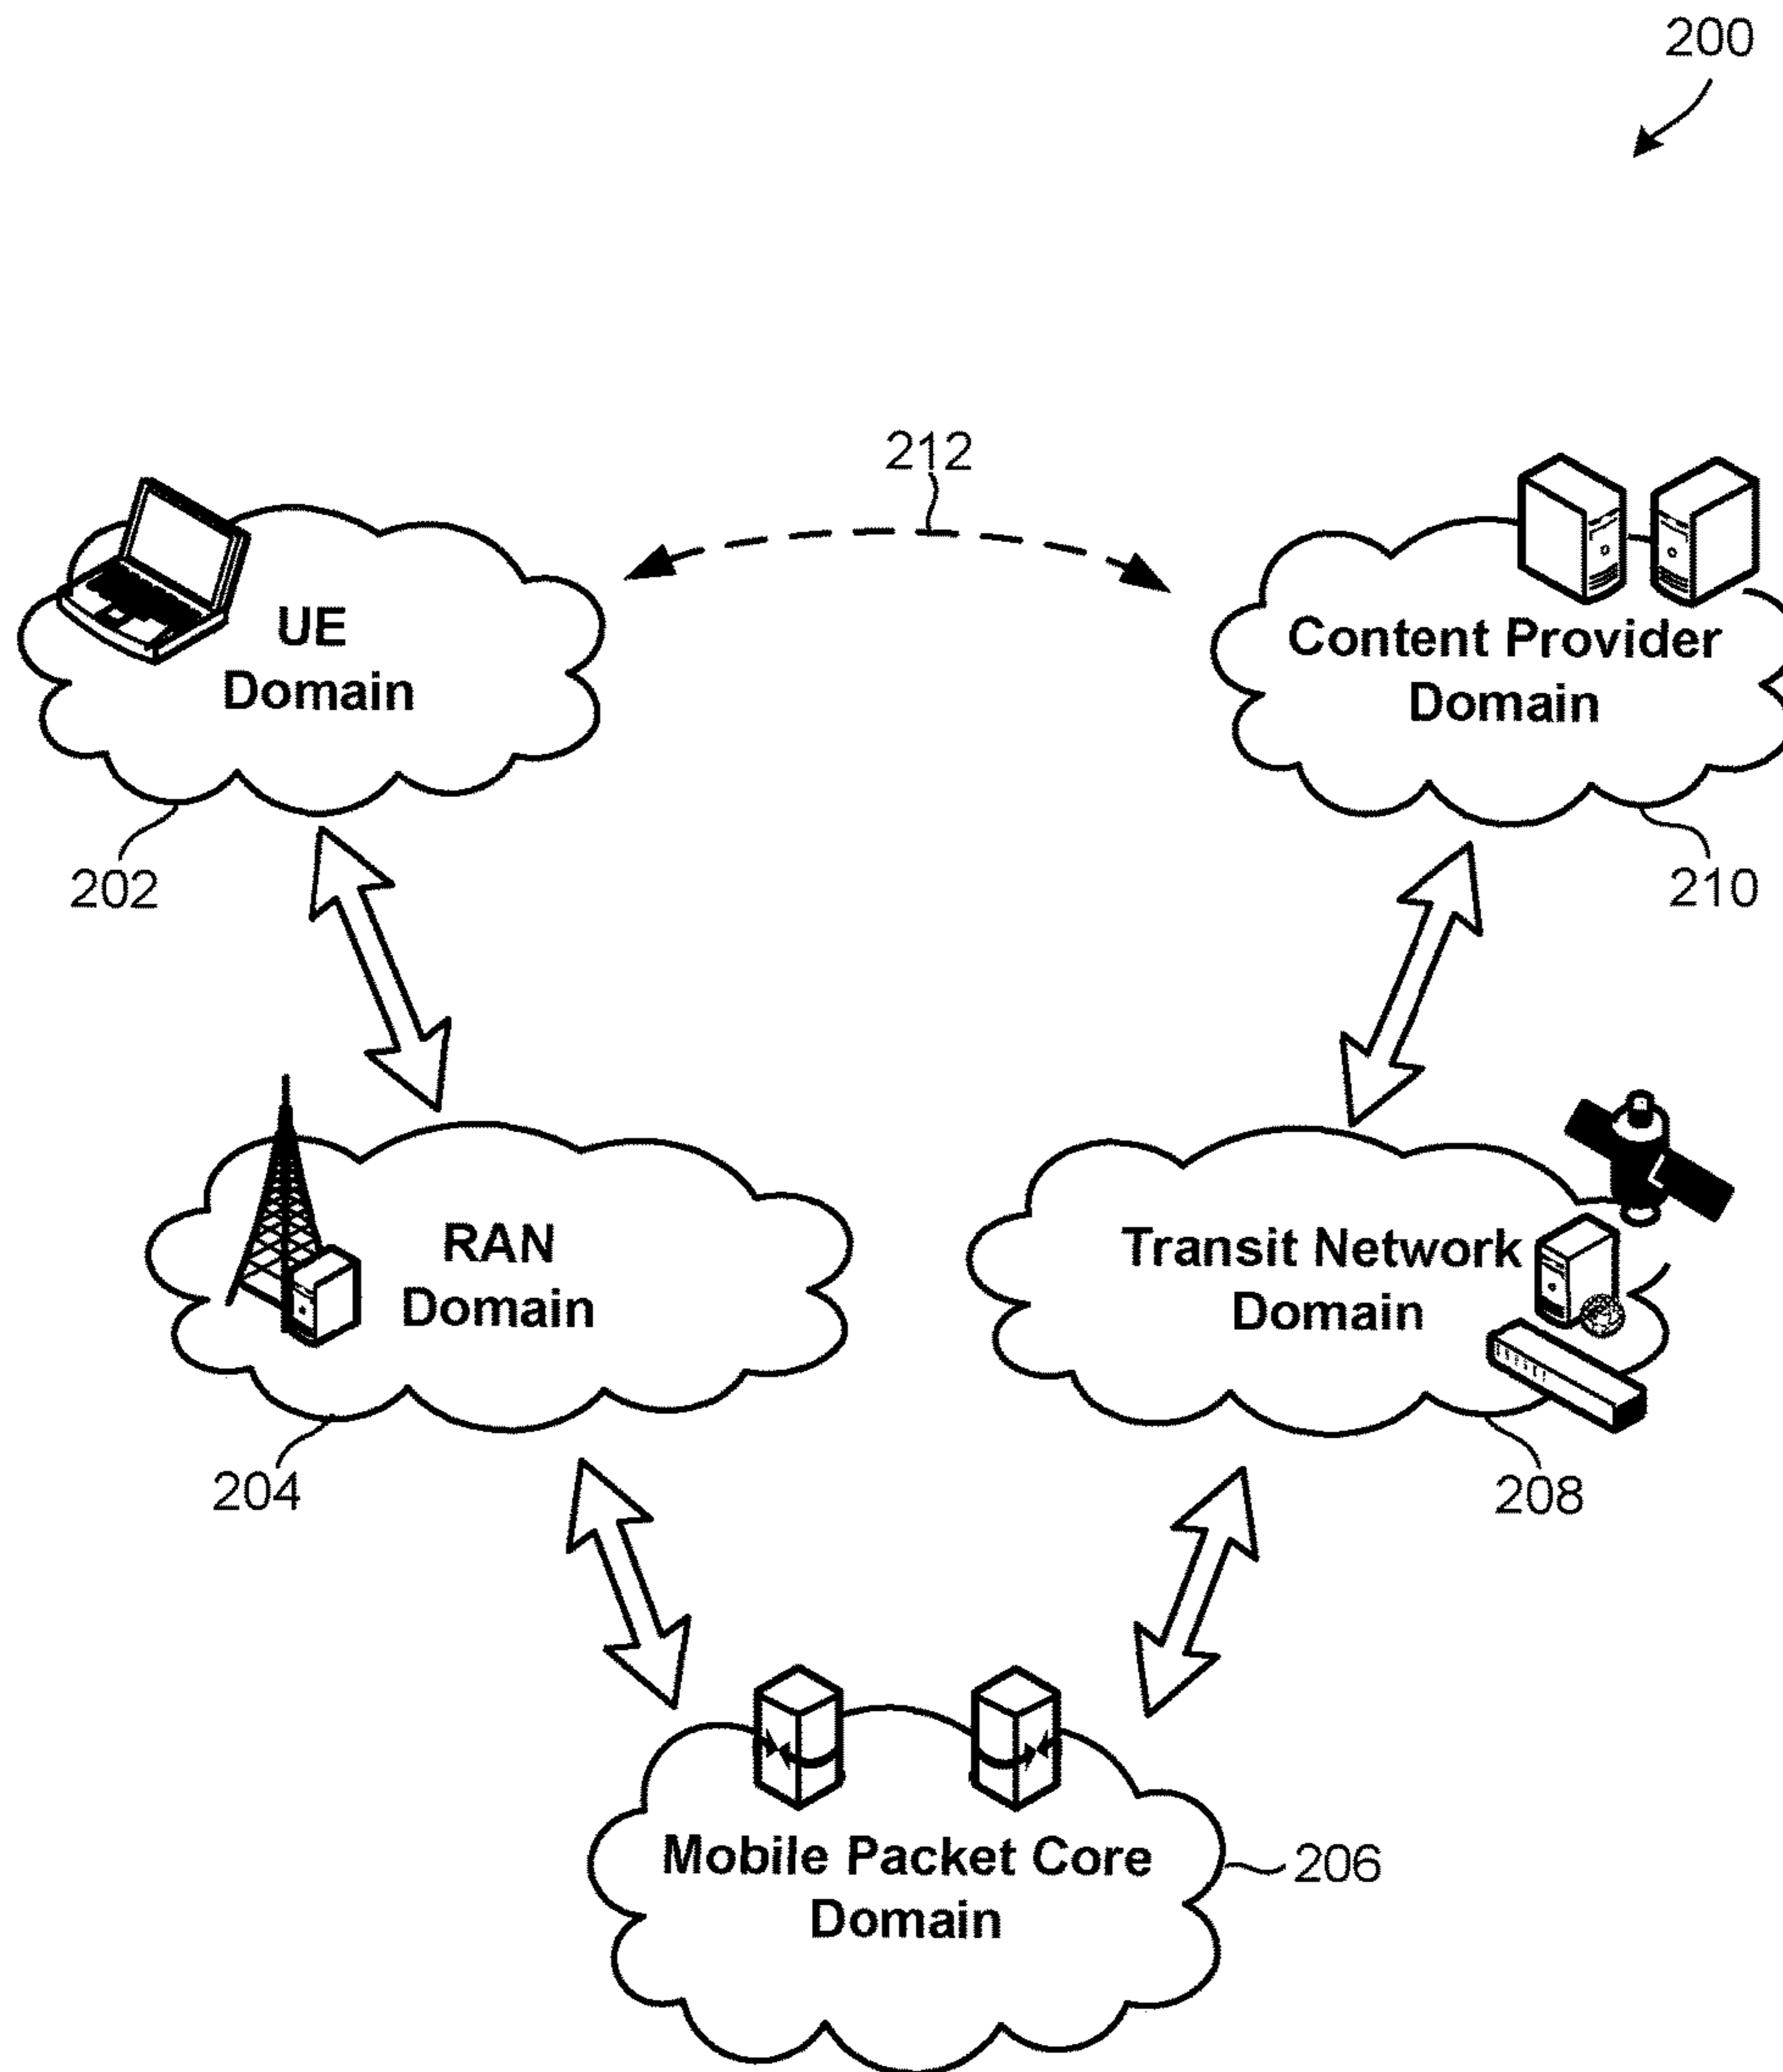 200
212
UE
Domain
Content Provider
Domain
202
210
RAN
Domain
Transit Network
Domain
204
208
Mobile Packet Core
Domain
206